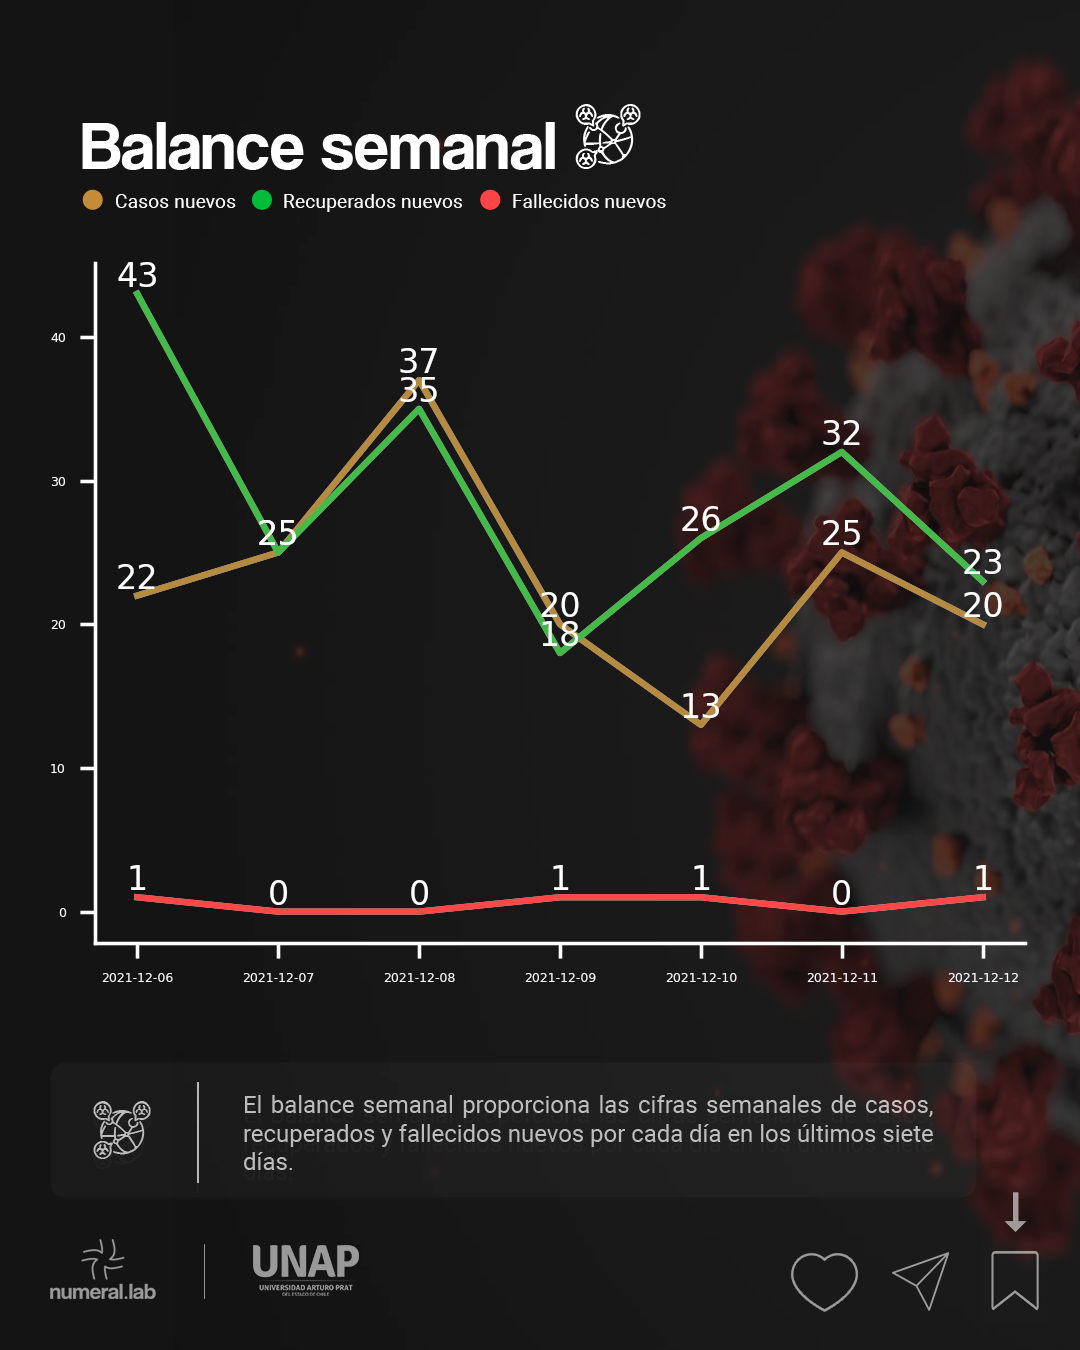 Balance semanal
Casos nuevos Recuperados nuevos Fallecidos nuevos
43
40
37
35
32
30
26
25
25
23
22
20
20
20
18
13
10
1 0 0 1 1 0 1
0
2021-12-06 2021-12-07 2021-12-08 2021-12-09 2021-12-10 2021-12-11 2021-12-12
El balance semanal proporciona las cifras semanales de casos,
recuperados y fallecidos nuevos por cada día en los últimos siete
días.
numeral.lab
UNAP
UNIVERSIDAD ARTURO PRAT
DEL ESTADO DE CHILE